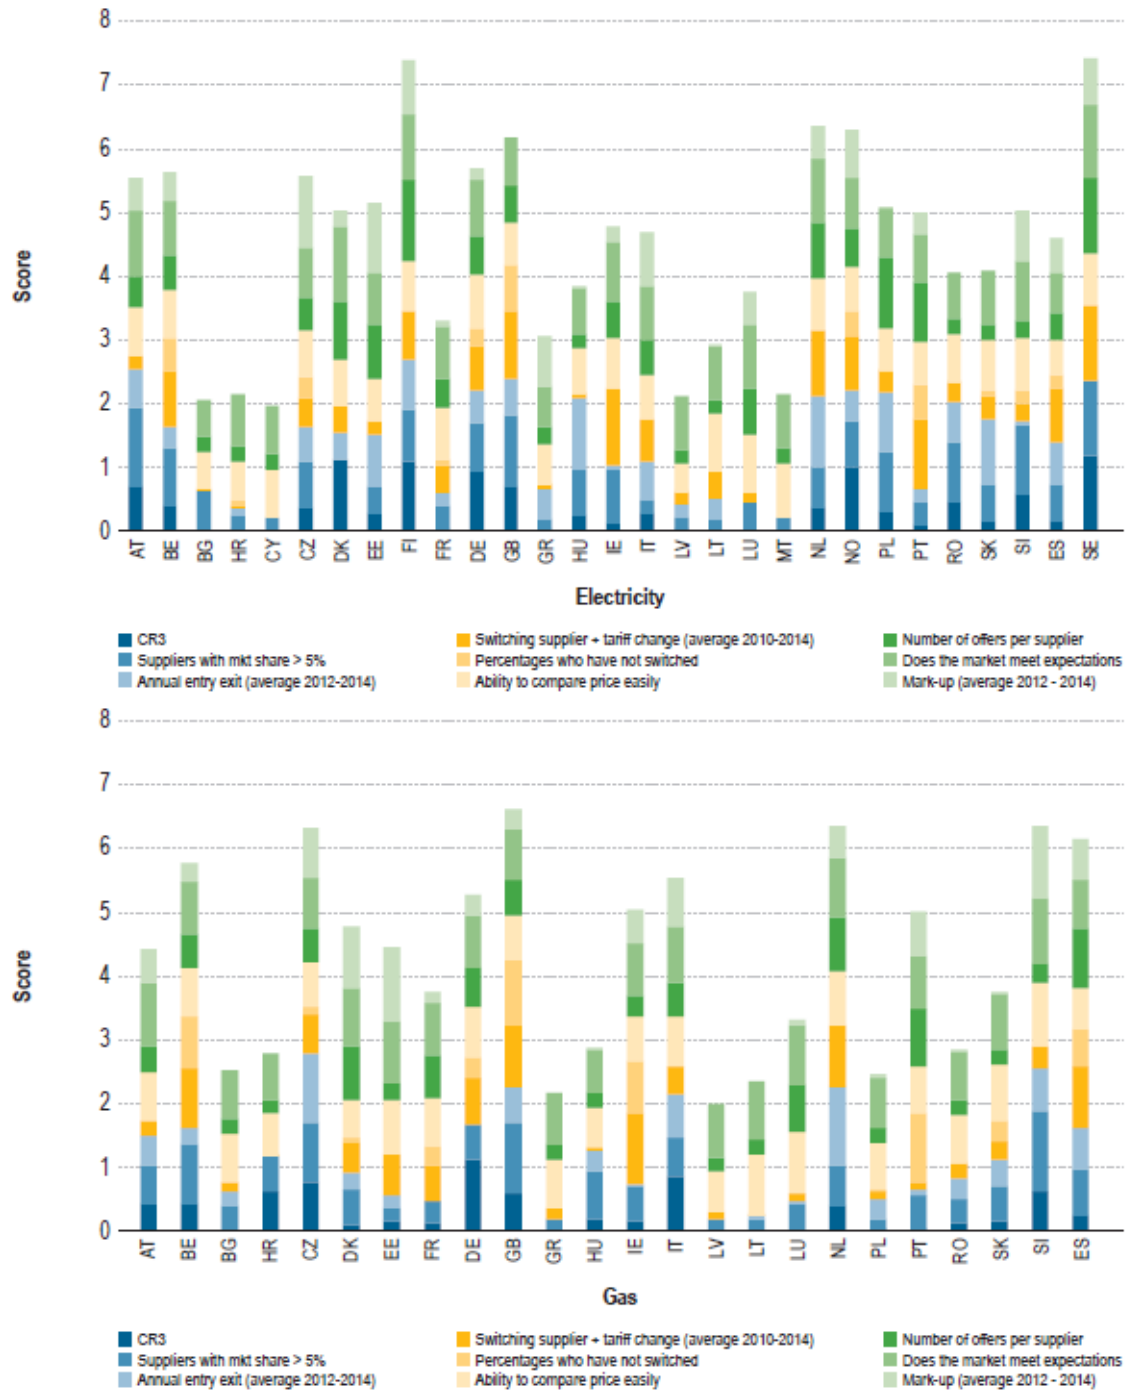 8
7
6
5
4
3
2
1
0
Score
AT BE BG HR CY CZ DK EE FI FR DE GB GR HU IE IT LV LT LU MT NL NO PL PT RO SK SI ES SE
Electricity
CR3
Suppliers with mkt share > 5%
Annual entry exit (average 2012-2014)
Switching supplier + tariff change (average 2010-2014)
Percentages who have not switched
Ability to compare price easily
Number of offers per supplier
Does the market meet expectations
Mark-up (average 2012 - 2014)
8
7
6
5
4
3
2
1
0
Score
AT BE BG HR CZ DK EE FR DE GB GR HU IE IT LV LT LU NL PL PT RO SK SI ES
Gas
CR3
Suppliers with mkt share > 5%
Annual entry exit (average 2012-2014)
Switching supplier + tariff change (average 2010-2014)
Percentages who have not switched
Ability to compare price easily
Number of offers per supplier
Does the market meet expectations
Mark-up (average 2012 - 2014)